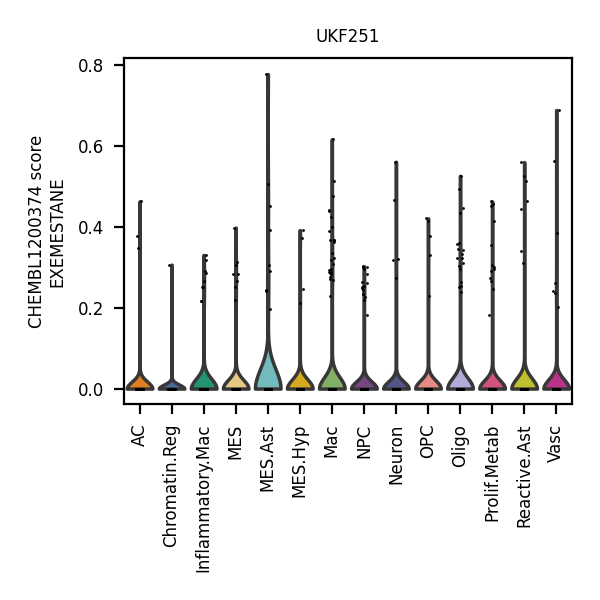 UKF251
CHEMBL1200374 score
EXEMESTANE
0.8
0.6
0.4
0.2
0.0
AC
Chromatin.Reg
Inflammatory.Mac
MES
MES.Ast
MES.Hyp
Mac
NPC
Neuron
OPC
Oligo
Prolif.Metab
Reactive.Ast
Vasc